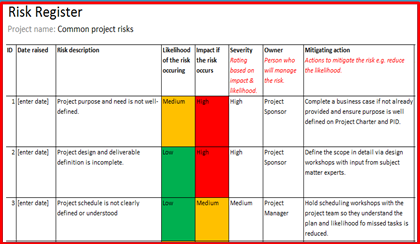 Risk Register
Project name: Common project risks
ID Date raised Risk description Likelihood of the risk occuring Impact if the risk occurs Severity Rating based on impact & likelihood. Owner Person who will manage the risk. Mitigating action Actions to mitigate the risk e.g. reduce the likelihood.
1 [enter date] Project purpose and need is not well-defined. Medium High High Project Sponsor Complete a business case if not already provided and ensure purpose is well defined on Project Charter and PID.
2 [enter date] Project design and deliverable definition is incomplete. Low High High Project Sponsor Define the scope in detail via design workshops with input from subject matter experts.
3 [enter date] Project schedule is not clearly defined or understood Low Medium Medium Project Manager Hold scheduling workshops with the project team so they understand the plan and likelihood fo missed tasks is reduced.